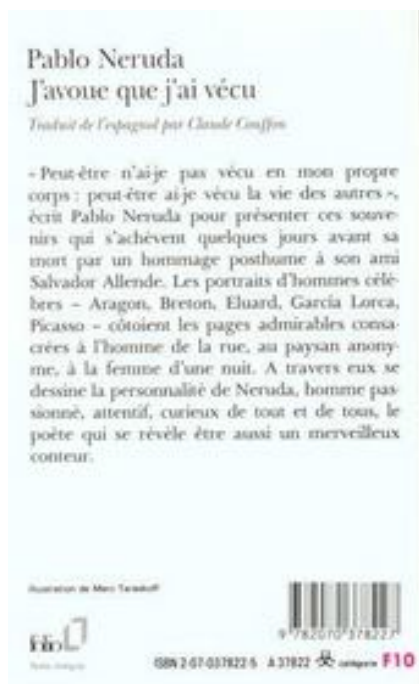 Pablo Neruda
J'avoue que j'ai vécu
Traduit de l'espagnol par Claude Couffon
« Peut-être n'ai-je pas vécu en mon propre
corps : peut-être ai-je vécu la vie des autres »,
écrit Pablo Neruda pour présenter ces souve-
nirs qui s'achèvent quelques jours avant sa
mort par un hommage posthume à son ami
Salvador Allende. Les portraits d'hommes célè-
bres – Aragon, Breton, Eluard, García Lorca,
Picasso – côtoient les pages admirables consa-
crées à l'homme de la rue, au paysan anony-
me, à la femme d'une nuit. A travers eux se
dessine la personnalité de Neruda, homme pas-
sionné, attentif, curieux de tout et de tous, le
poète qui se révèle être aussi un merveilleux
conteur.
Illustration de Marc Taraskoff
9 782070 378227
folio
Texte intégral
ISBN 2-07-037822-5 A 37822 catégorie F10